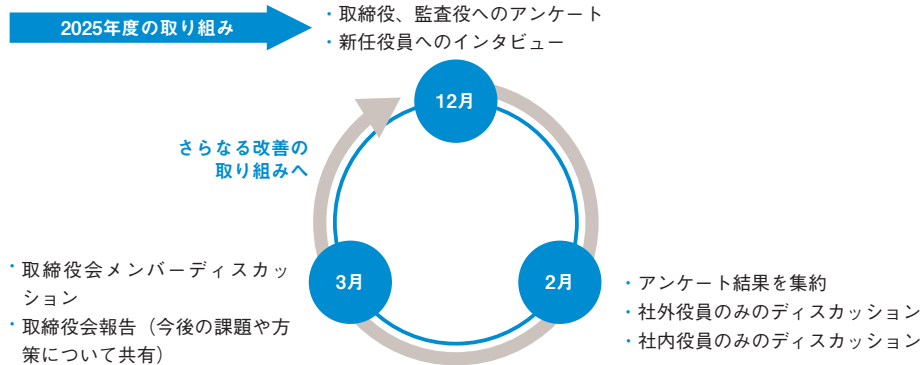 2025年度の取り組み
・取締役、監査役へのアンケート
・新任役員へのインタビュー
12月
さらなる改善の
取り組みへ
3月
2月
・取締役会メンバーディスカッ
ション
・取締役会報告（今後の課題や方
策について共有）
・アンケート結果を集約
・社外役員のみのディスカッション
・社内役員のみのディスカッション